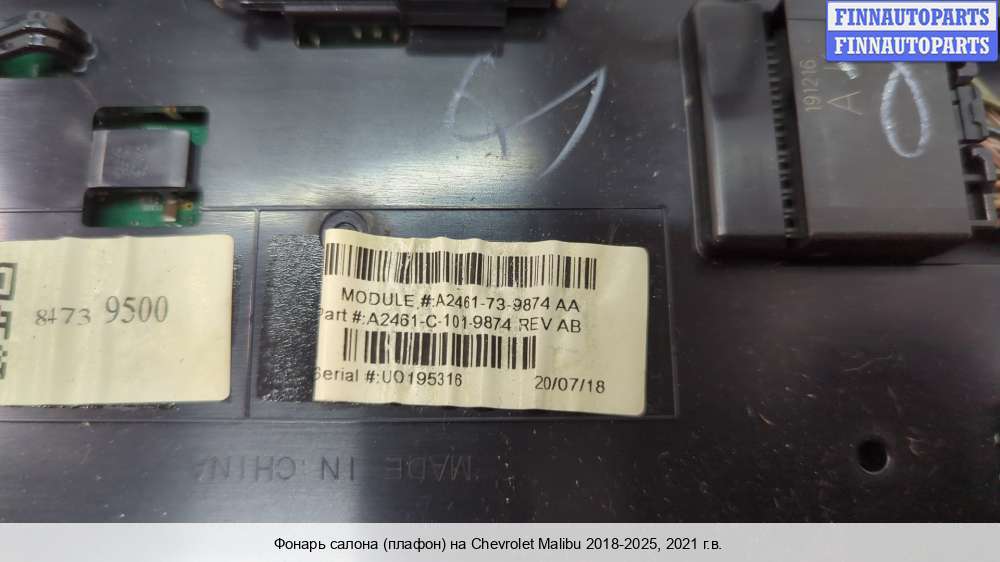 FINNAUTOPARTS
FINNAUTOPARTS
191216
A
8473 9500
MODULE #:A2461-73-9874 AA
Part #:A2461-C-101-9874 REV AB
Serial #:U0195316 20/07/18
MADE IN CHINA
Фонарь салона (плафон) на Chevrolet Malibu 2018-2025, 2021 г.в.